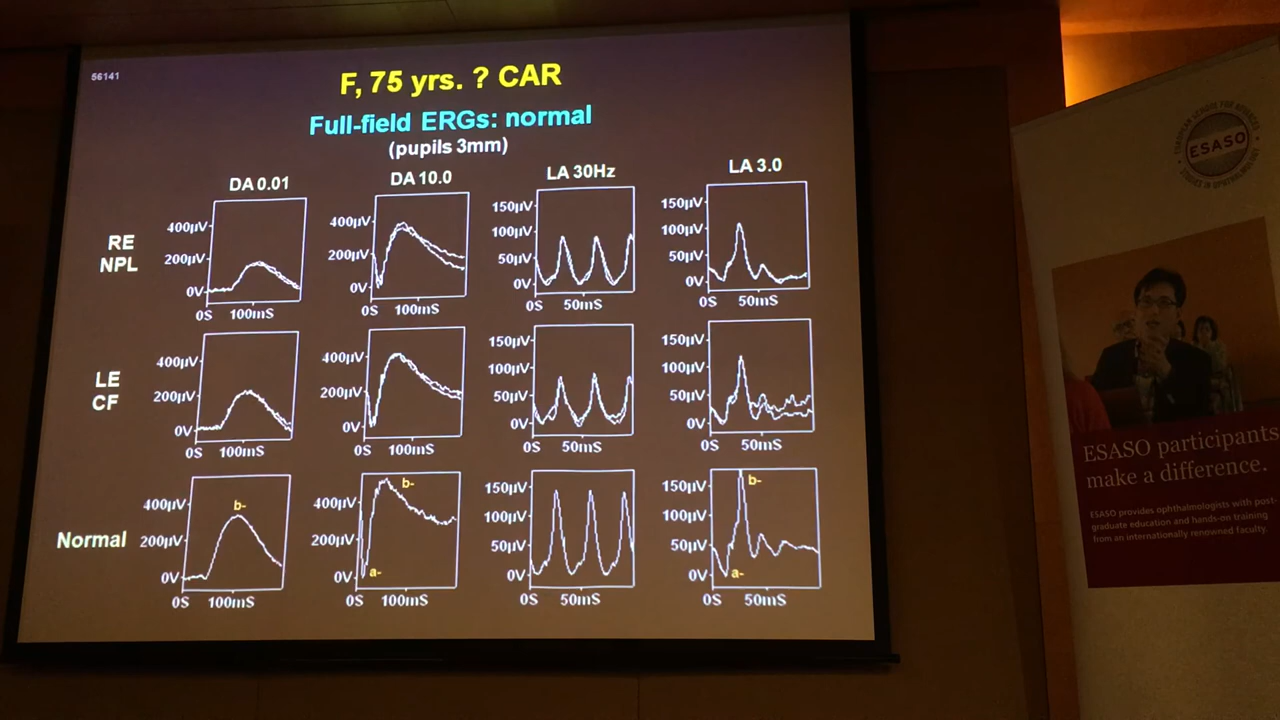 56141
F, 75 yrs. ? CAR
Full-field ERGs: normal
(pupils 3mm)
DA 0.01
DA 10.0
LA 30Hz
LA 3.0
RE
NPL
400µV
200µV
0V
0S 100mS
400µV
200µV
0V
0S 100mS
150µV
100µV
50µV
0V
0S 50mS
150µV
100µV
50µV
0V
0S 50mS
LE
CF
400µV
200µV
0V
0S 100mS
400µV
200µV
0V
0S 100mS
150µV
100µV
50µV
0V
0S 50mS
150µV
100µV
50µV
0V
0S 50mS
Normal
400µV
200µV
0V
b-
0S 100mS
400µV
200µV
0V
b-
a-
0S 100mS
150µV
100µV
50µV
0V
0S 50mS
150µV
100µV
50µV
0V
b-
a-
0S 50mS
ESASO
ESASO participants
make a difference.
ESASO provides ophthalmologists with post-
graduate education and hands-on training
from an internationally renowned faculty.